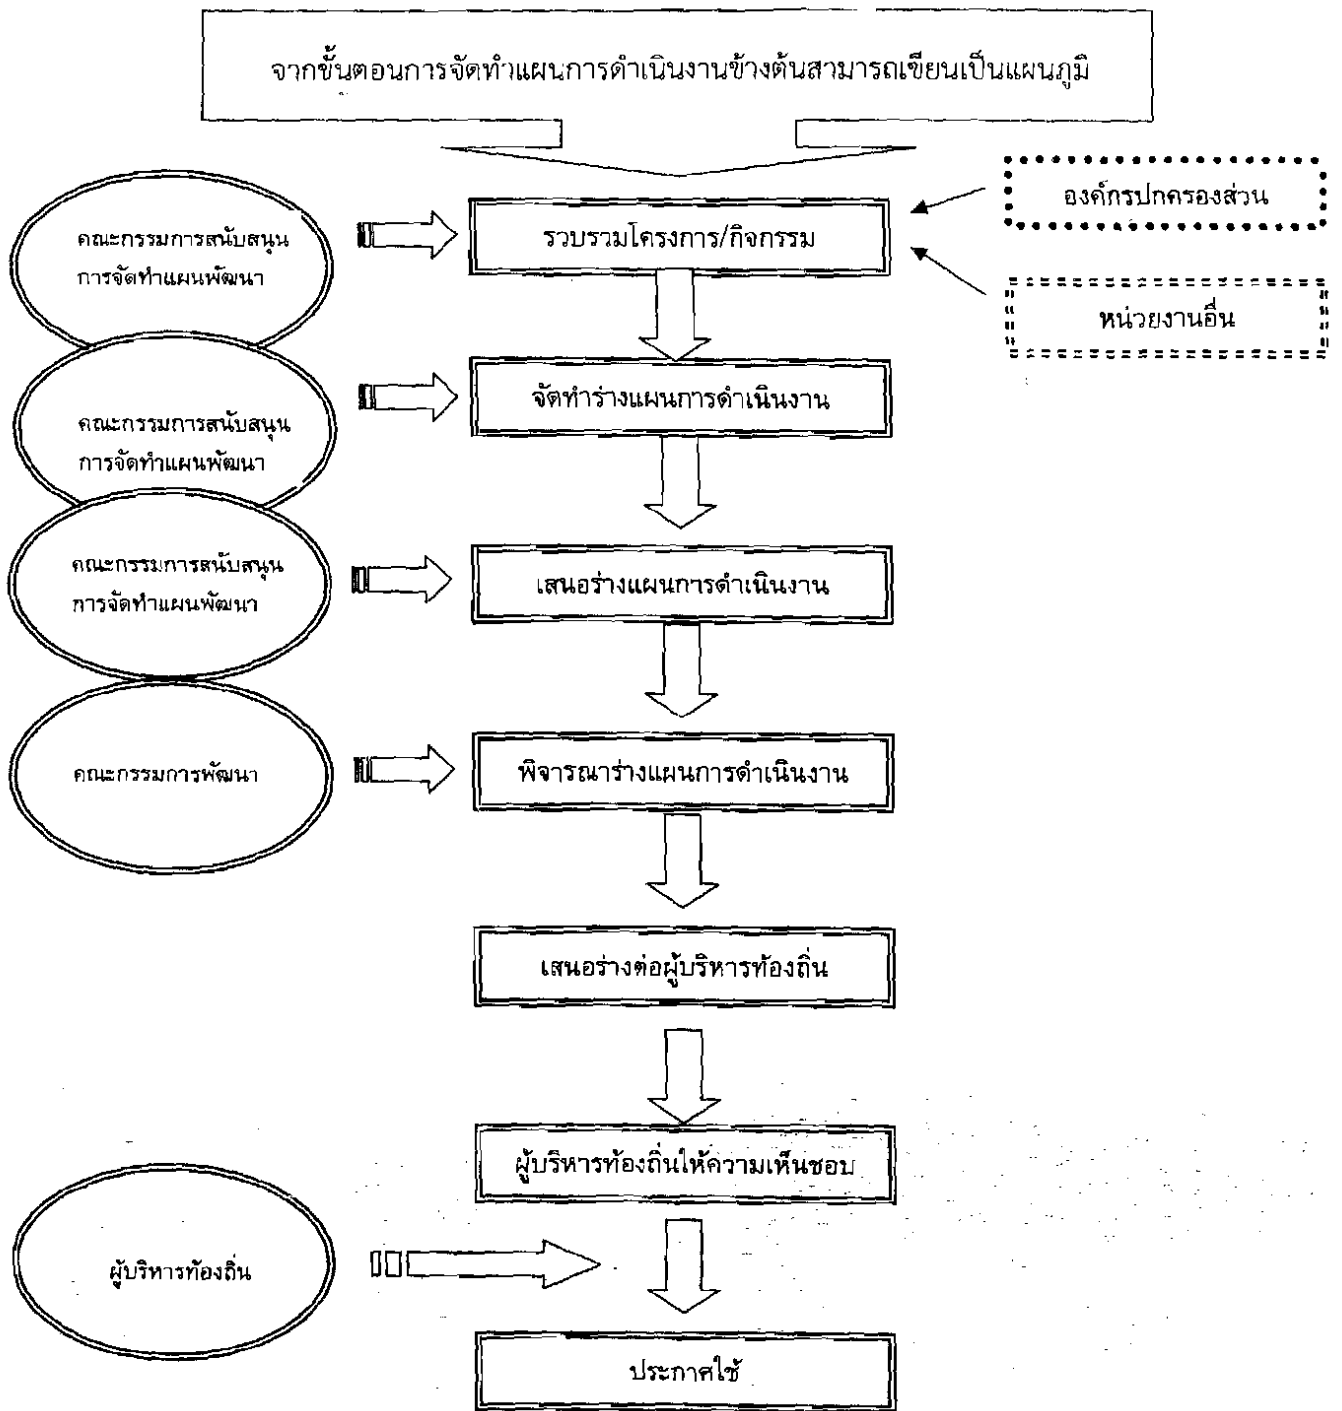 จากขั้นตอนการจัดทำแผนการดำเนินงานข้างต้นสามารถเขียนเป็นแผนภูมิ
องค์กรปกครองส่วน
คณะกรรมการสนับสนุน
การจัดทำแผนพัฒนา
รวบรวมโครงการ/กิจกรรม
หน่วยงานอื่น
คณะกรรมการสนับสนุน
การจัดทำแผนพัฒนา
จัดทำร่างแผนการดำเนินงาน
คณะกรรมการสนับสนุน
การจัดทำแผนพัฒนา
เสนอร่างแผนการดำเนินงาน
คณะกรรมการพัฒนา
พิจารณาร่างแผนการดำเนินงาน
เสนอร่างต่อผู้บริหารท้องถิ่น
ผู้บริหารท้องถิ่นให้ความเห็นชอบ
ผู้บริหารท้องถิ่น
ประกาศใช้